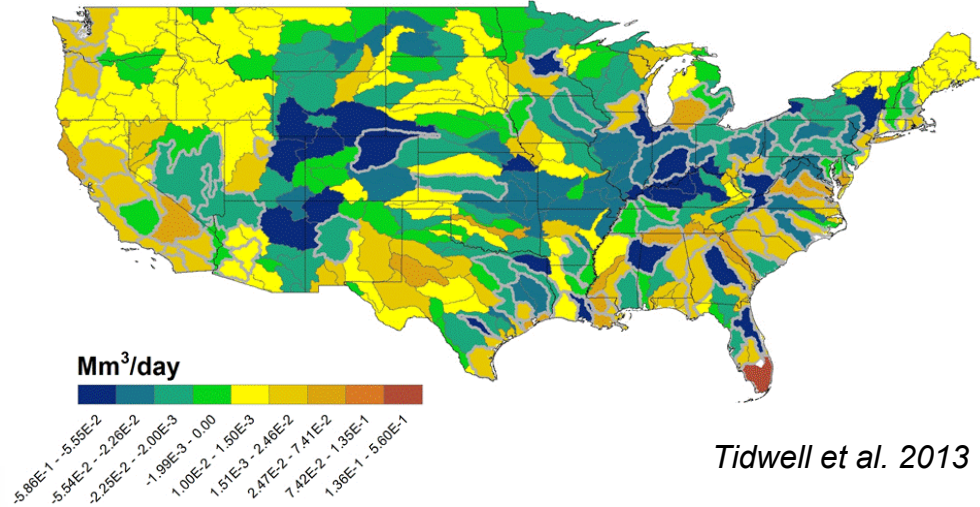 Mm³/day
-5.86E-1 - -5.55E-2
-5.54E-2 - -2.26E-2
-2.25E-2 - -2.00E-3
-1.99E-3 - 0.00
1.00E-2 - 1.50E-3
1.51E-3 - 2.46E-2
2.47E-2 - 7.41E-2
7.42E-2 - 1.35E-1
1.36E-1 - 5.60E-1
Tidwell et al. 2013